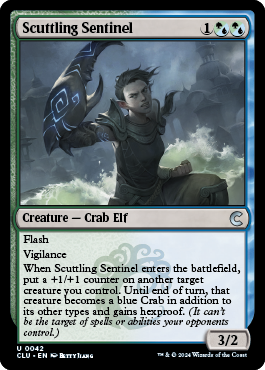 Scuttling Sentinel 1
Creature — Crab Elf
Flash
Vigilance
When Scuttling Sentinel enters the battlefield,
put a +1/+1 counter on another target
creature you control. Until end of turn, that
creature becomes a blue Crab in addition to
its other types and gains hexproof. (It can't
be the target of spells or abilities your opponents
control.)
3/2
U 0042
CLU • EN BETTY JIANG
™ & © 2024 Wizards of the Coast